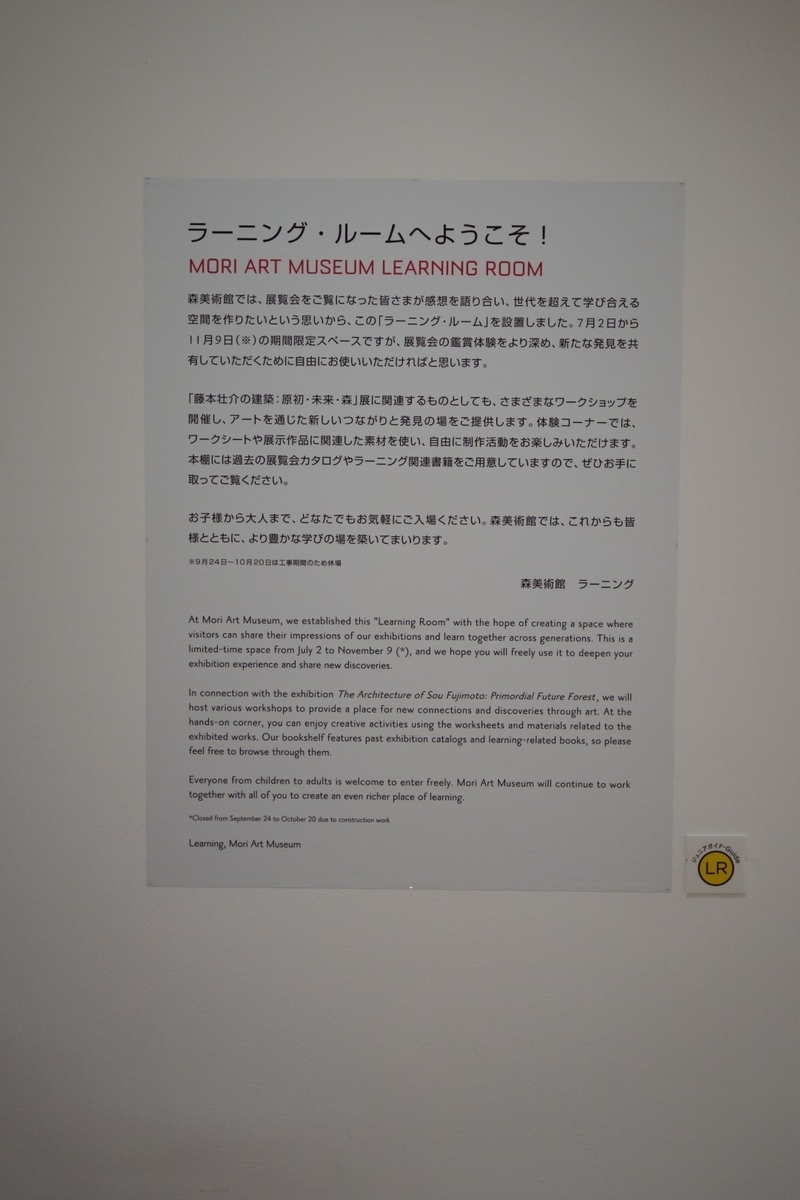 ラーニング・ルームへようこそ！
MORI ART MUSEUM LEARNING ROOM
森美術館では、展覧会をご覧になった皆さまが感想を語り合い、世代を超えて学び合える
空間を作りたいという思いから、この「ラーニング・ルーム」を設置しました。7月2日から
11月9日（※）の期間限定スペースですが、展覧会の鑑賞体験をより深め、新たな発見を共
有していただくために自由にお使いいただければと思います。
「藤本壮介の建築：原初・未来・森」展に関連するものとしても、さまざまなワークショップを
開催し、アートを通じた新しいつながりと発見の場をご提供します。体験コーナーでは、
ワークシートや展示作品に関連した素材を使い、自由に制作活動をお楽しみいただけます。
本棚には過去の展覧会カタログやラーニング関連書籍をご用意していますので、ぜひお手に
取ってご覧ください。
お子様から大人まで、どなたでもお気軽にご入場ください。森美術館では、これからも皆
様とともに、より豊かな学びの場を築いてまいります。
※9月24日～10月20日は工事期間のため休場
森美術館　ラーニング
At Mori Art Museum, we established this "Learning Room" with the hope of creating a space where
visitors can share their impressions of our exhibitions and learn together across generations. This is a
limited-time space from July 2 to November 9 (*), and we hope you will freely use it to deepen your
exhibition experience and share new discoveries.
In connection with the exhibition The Architecture of Sou Fujimoto: Primordial Future Forest, we will
host various workshops to provide a place for new connections and discoveries through art. At the
hands-on corner, you can enjoy creative activities using the worksheets and materials related to the
exhibited works. Our bookshelf features past exhibition catalogs and learning-related books, so please
feel free to browse through them.
Everyone from children to adults is welcome to enter freely. Mori Art Museum will continue to work
together with all of you to create an even richer place of learning.
*Closed from September 24 to October 20 due to construction work
Learning, Mori Art Museum
ジュニアガイド・Guide
LR